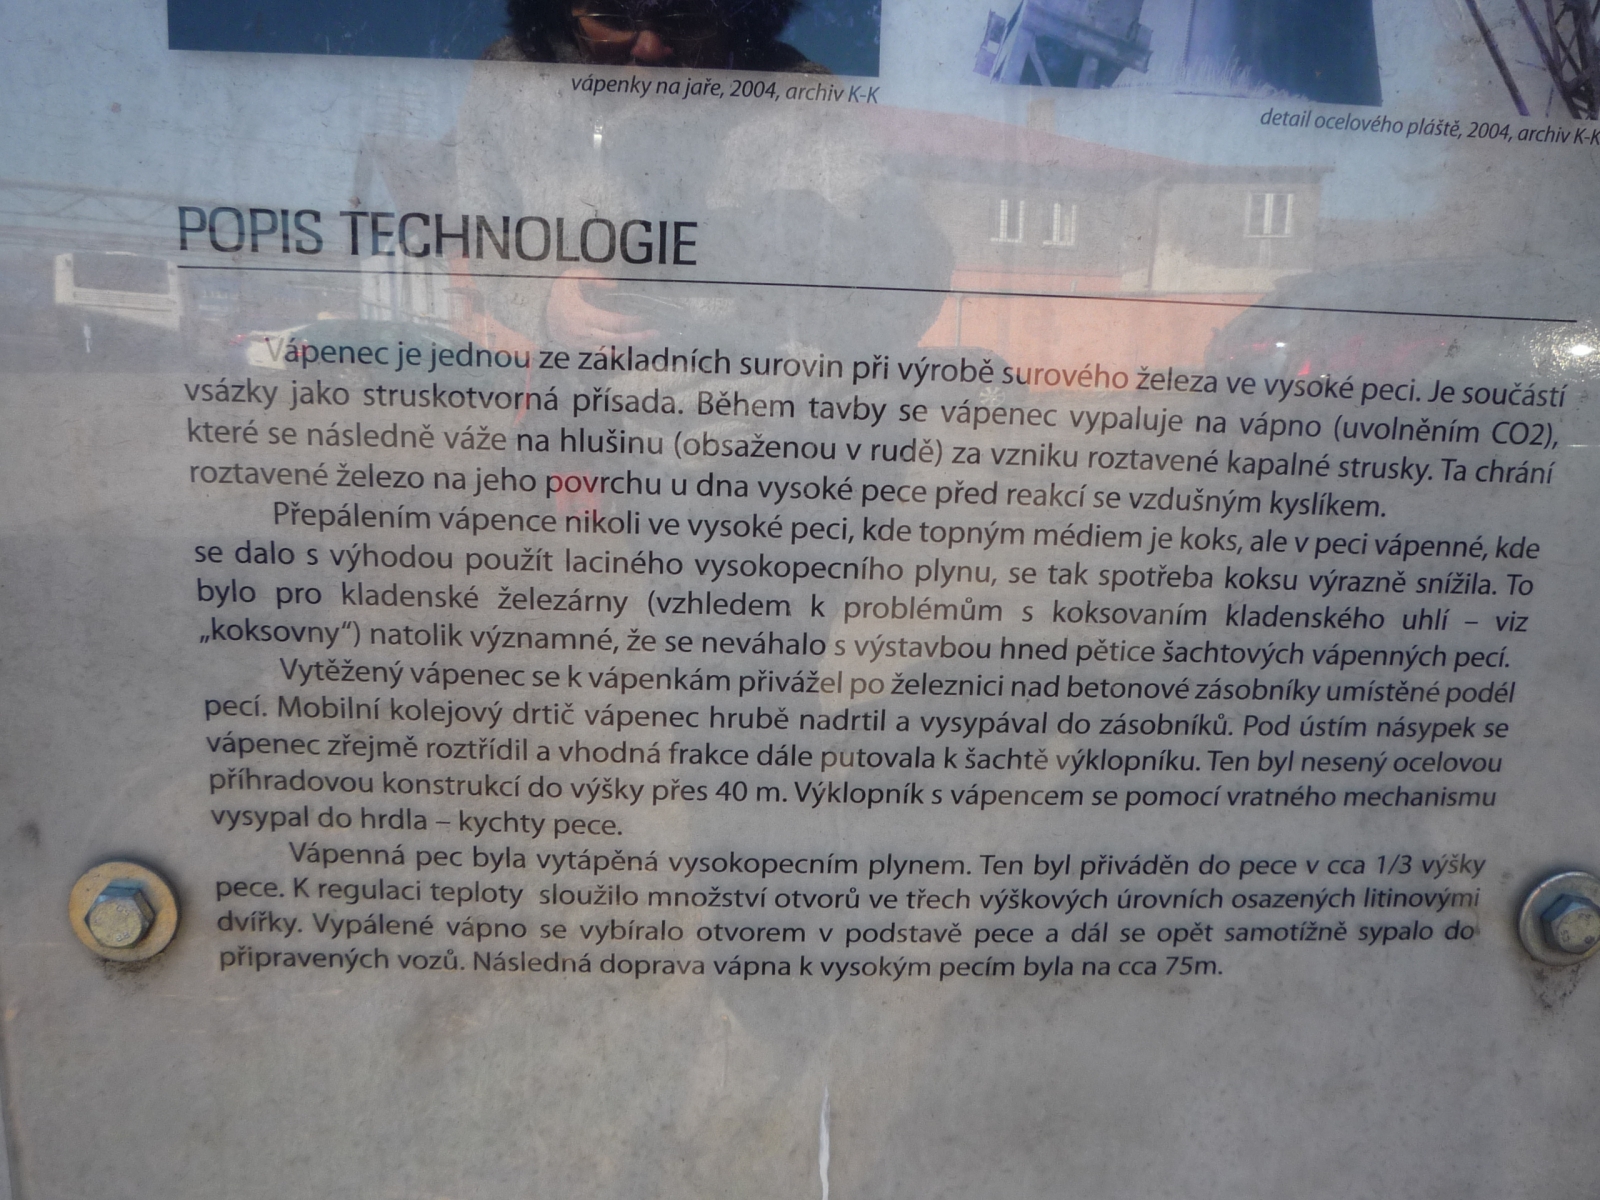 vápenky na jaře, 2004, archiv K-K
detail ocelového pláště, 2004, archiv K-K
POPIS TECHNOLOGIE
Vápenec je jednou ze základních surovin při výrobě surového železa ve vysoké peci. Je součástí
vsázky jako struskotvorná přísada. Během tavby se vápenec vypaluje na vápno (uvolněním CO2),
které se následně váže na hlušinu (obsaženou v rudě) za vzniku roztavené kapalné strusky. Ta chrání
roztavené železo na jeho povrchu u dna vysoké pece před reakcí se vzdušným kyslíkem.
Přepálením vápence nikoli ve vysoké peci, kde topným médiem je koks, ale v peci vápenné, kde
se dalo s výhodou použít laciného vysokopecního plynu, se tak spotřeba koksu výrazně snížila. To
bylo pro kladenské železárny (vzhledem k problémům s koksovaním kladenského uhlí – viz
„koksovny“) natolik významné, že se neváhalo s výstavbou hned pětice šachtových vápenných pecí.
Vytěžený vápenec se k vápenkám přivážel po železnici nad betonové zásobníky umístěné podél
pecí. Mobilní kolejový drtič vápenec hrubě nadrtil a vysypával do zásobníků. Pod ústím násypek se
vápenec zřejmě roztřídil a vhodná frakce dále putovala k šachtě výklopníku. Ten byl nesený ocelovou
příhradovou konstrukcí do výšky přes 40 m. Výklopník s vápencem se pomocí vratného mechanismu
vysypal do hrdla – kychty pece.
Vápenná pec byla vytápěná vysokopecním plynem. Ten byl přiváděn do pece v cca 1/3 výšky
pece. K regulaci teploty sloužilo množství otvorů ve třech výškových úrovních osazených litinovými
dvířky. Vypálené vápno se vybíralo otvorem v podstavě pece a dál se opět samotížně sypalo do
připravených vozů. Následná doprava vápna k vysokým pecím byla na cca 75m.